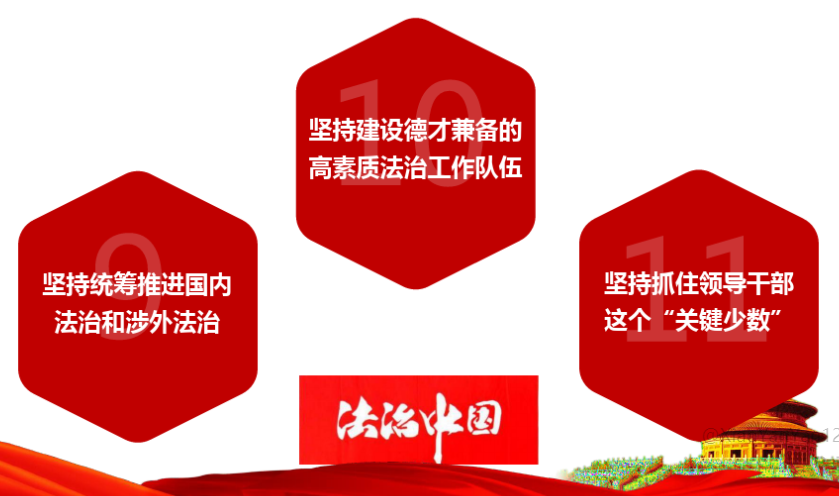 10
坚持建设德才兼备的
高素质法治工作队伍
9
坚持统筹推进国内
法治和涉外法治
11
坚持抓住领导干部
这个“关键少数”
法治中国
12